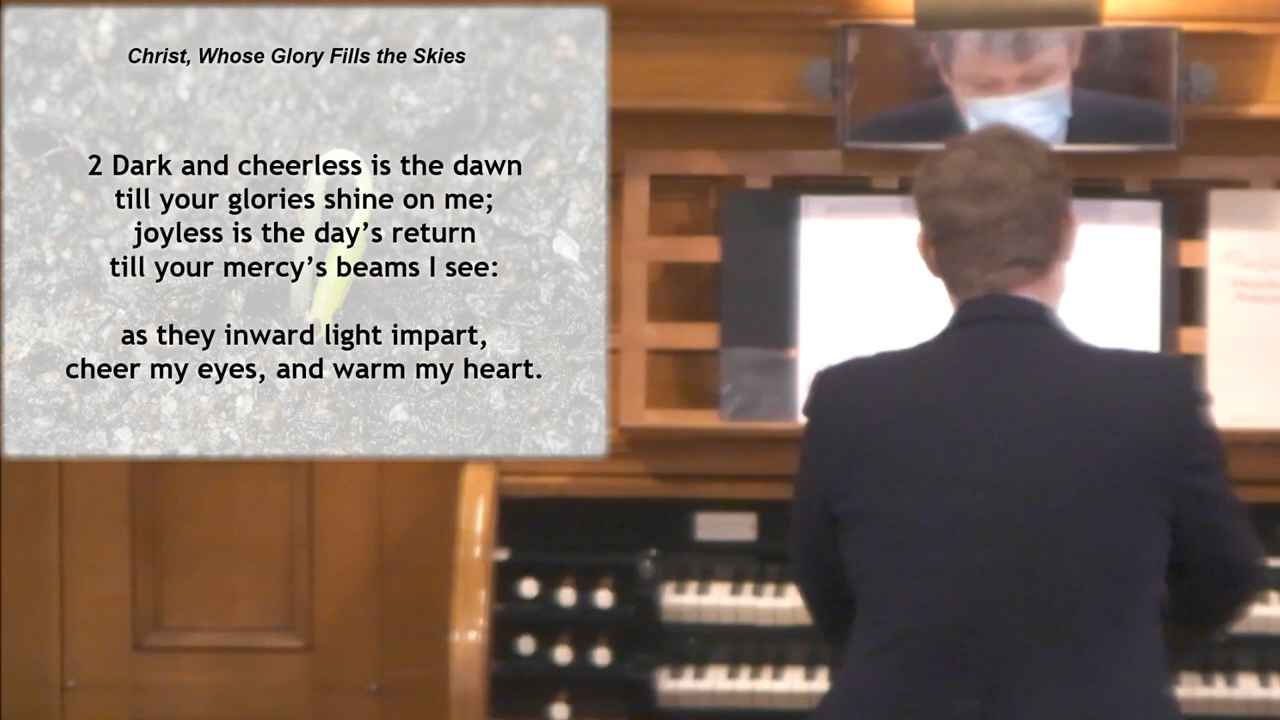 Christ, Whose Glory Fills the Skies
2 Dark and cheerless is the dawn
till your glories shine on me;
joyless is the day’s return
till your mercy’s beams I see:
as they inward light impart,
cheer my eyes, and warm my heart.